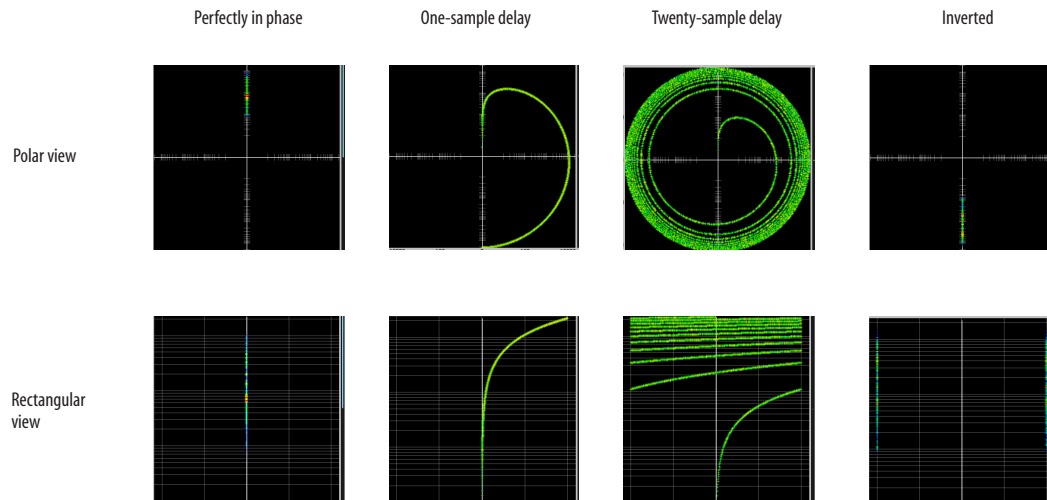 Perfectly in phase
One-sample delay
Twenty-sample delay
Inverted
Polar view
Rectangular
view